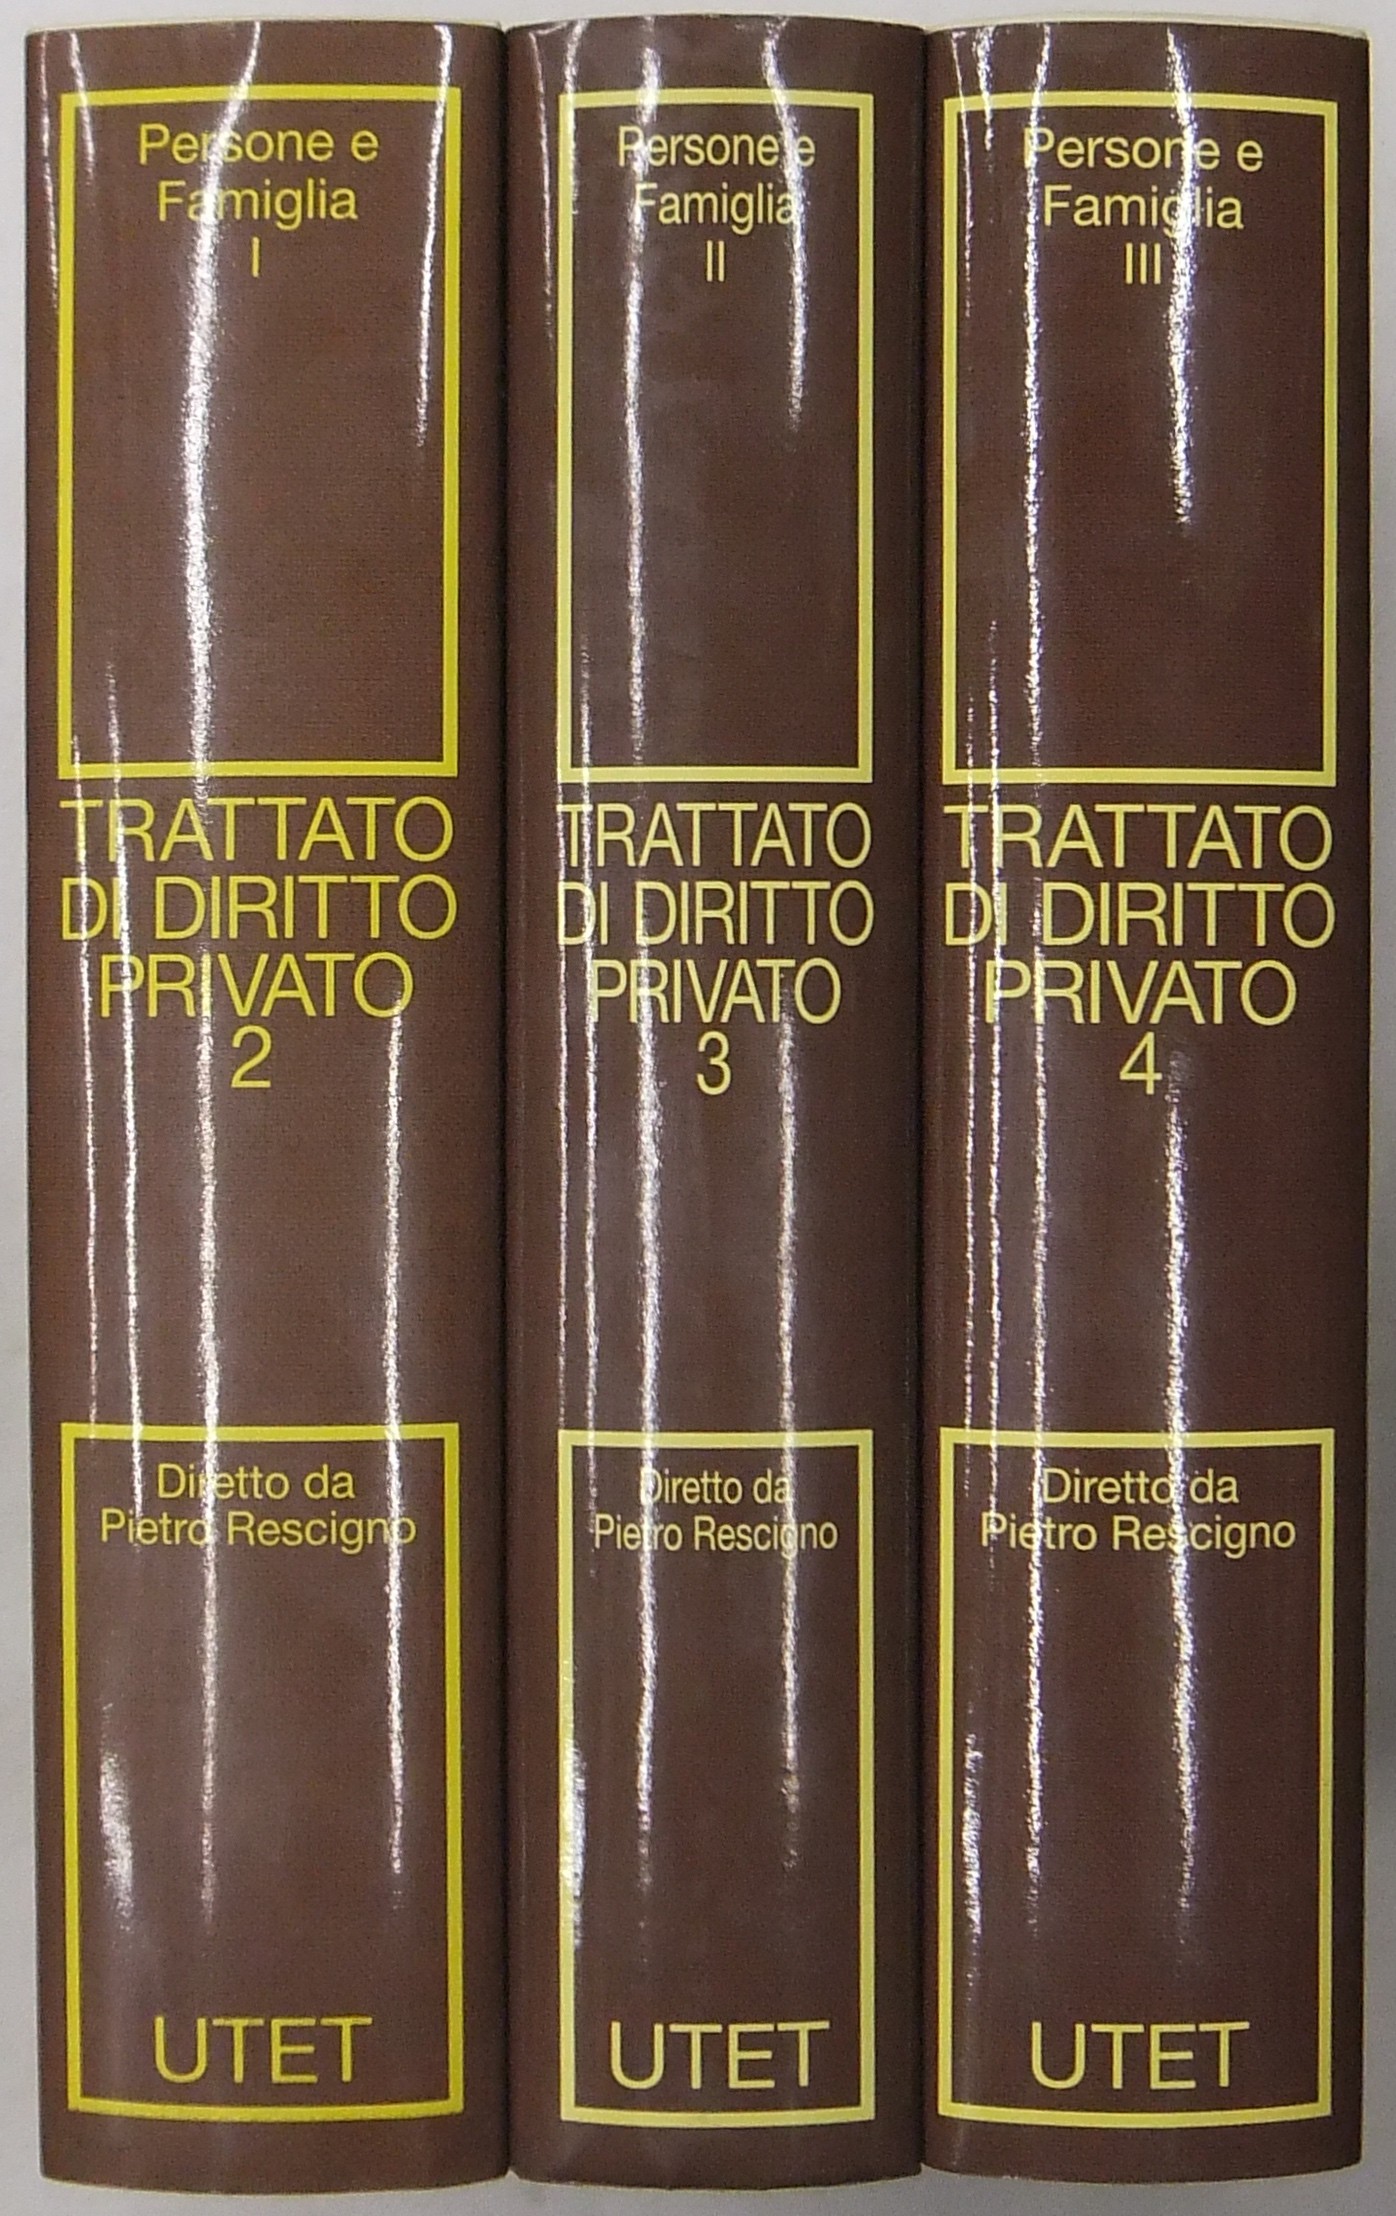 Persone e
Famiglia
I
TRATTATO
DI DIRITTO
PRIVATO
2
Diretto da
Pietro Rescigno
UTET
Persone e
Famiglia
II
TRATTATO
DI DIRITTO
PRIVATO
3
Diretto da
Pietro Rescigno
UTET
Persone e
Famiglia
III
TRATTATO
DI DIRITTO
PRIVATO
4
Diretto da
Pietro Rescigno
UTET